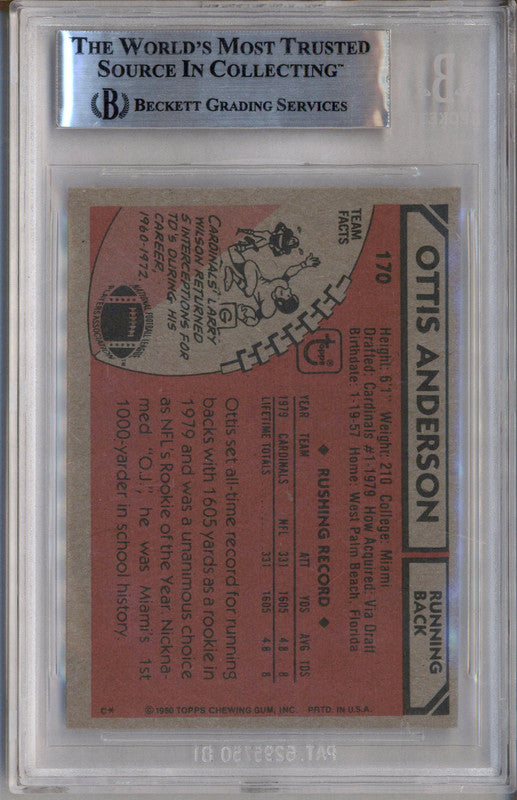 THE WORLD'S MOST TRUSTED
SOURCE IN COLLECTING™
B BECKETT GRADING SERVICES
OTTIS ANDERSON
RUNNING
BACK
170
Height: 6'1" Weight: 210 College: Miami
Drafted: Cardinals #1-1979 How Acquired: Via Draft
Birthdate: 1-19-57 Home: West Palm Beach, Florida
TEAM
FACTS
CARDINALS' LARRY
WILSON RETURNED
5 INTERCEPTIONS FOR
TD'S DURING HIS
CAREER,
1960-1972.
G
NATIONAL FOOTBALL LEAGUE
PLAYERS ASSOCIATION
Topps
◆ RUSHING RECORD ◆
YEAR TEAM ATT YDS AVG TDS
1979 CARDINALS NFL 331 1605 4.8 8
LIFETIME TOTALS 331 1605 4.8 8
Ottis set all-time record for running
backs with 1605 yards as a rookie in
1979 and was a unanimous choice
as NFL's Rookie of the Year. Nickna-
med "O.J.", he was Miami's 1st
1000-yarder in school history.
C* © 1980 TOPPS CHEWING GUM, INC. PRTD. IN U.S.A.